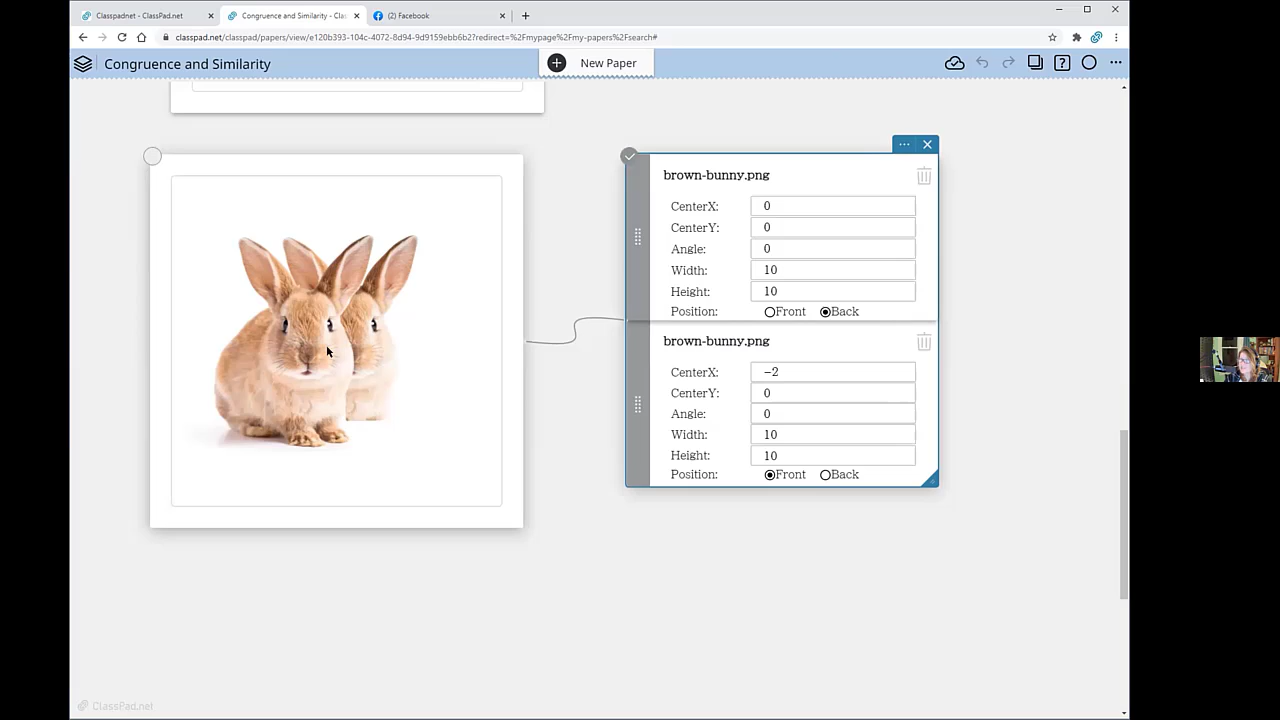 Classpadnet - ClassPad.net
Congruence and Similarity - Clas
(2) Facebook
classpad.net/classpad/papers/view/e120b393-104c-4072-8d94-9d9159ebb6b2?redirect=%2Fmypage%2Fmy-papers%2Fsearch#
Congruence and Similarity
New Paper
brown-bunny.png
CenterX: 0
CenterY: 0
Angle: 0
Width: 10
Height: 10
Position: Front Back
brown-bunny.png
CenterX: −2
CenterY: 0
Angle: 0
Width: 10
Height: 10
Position: Front Back
ClassPad.net